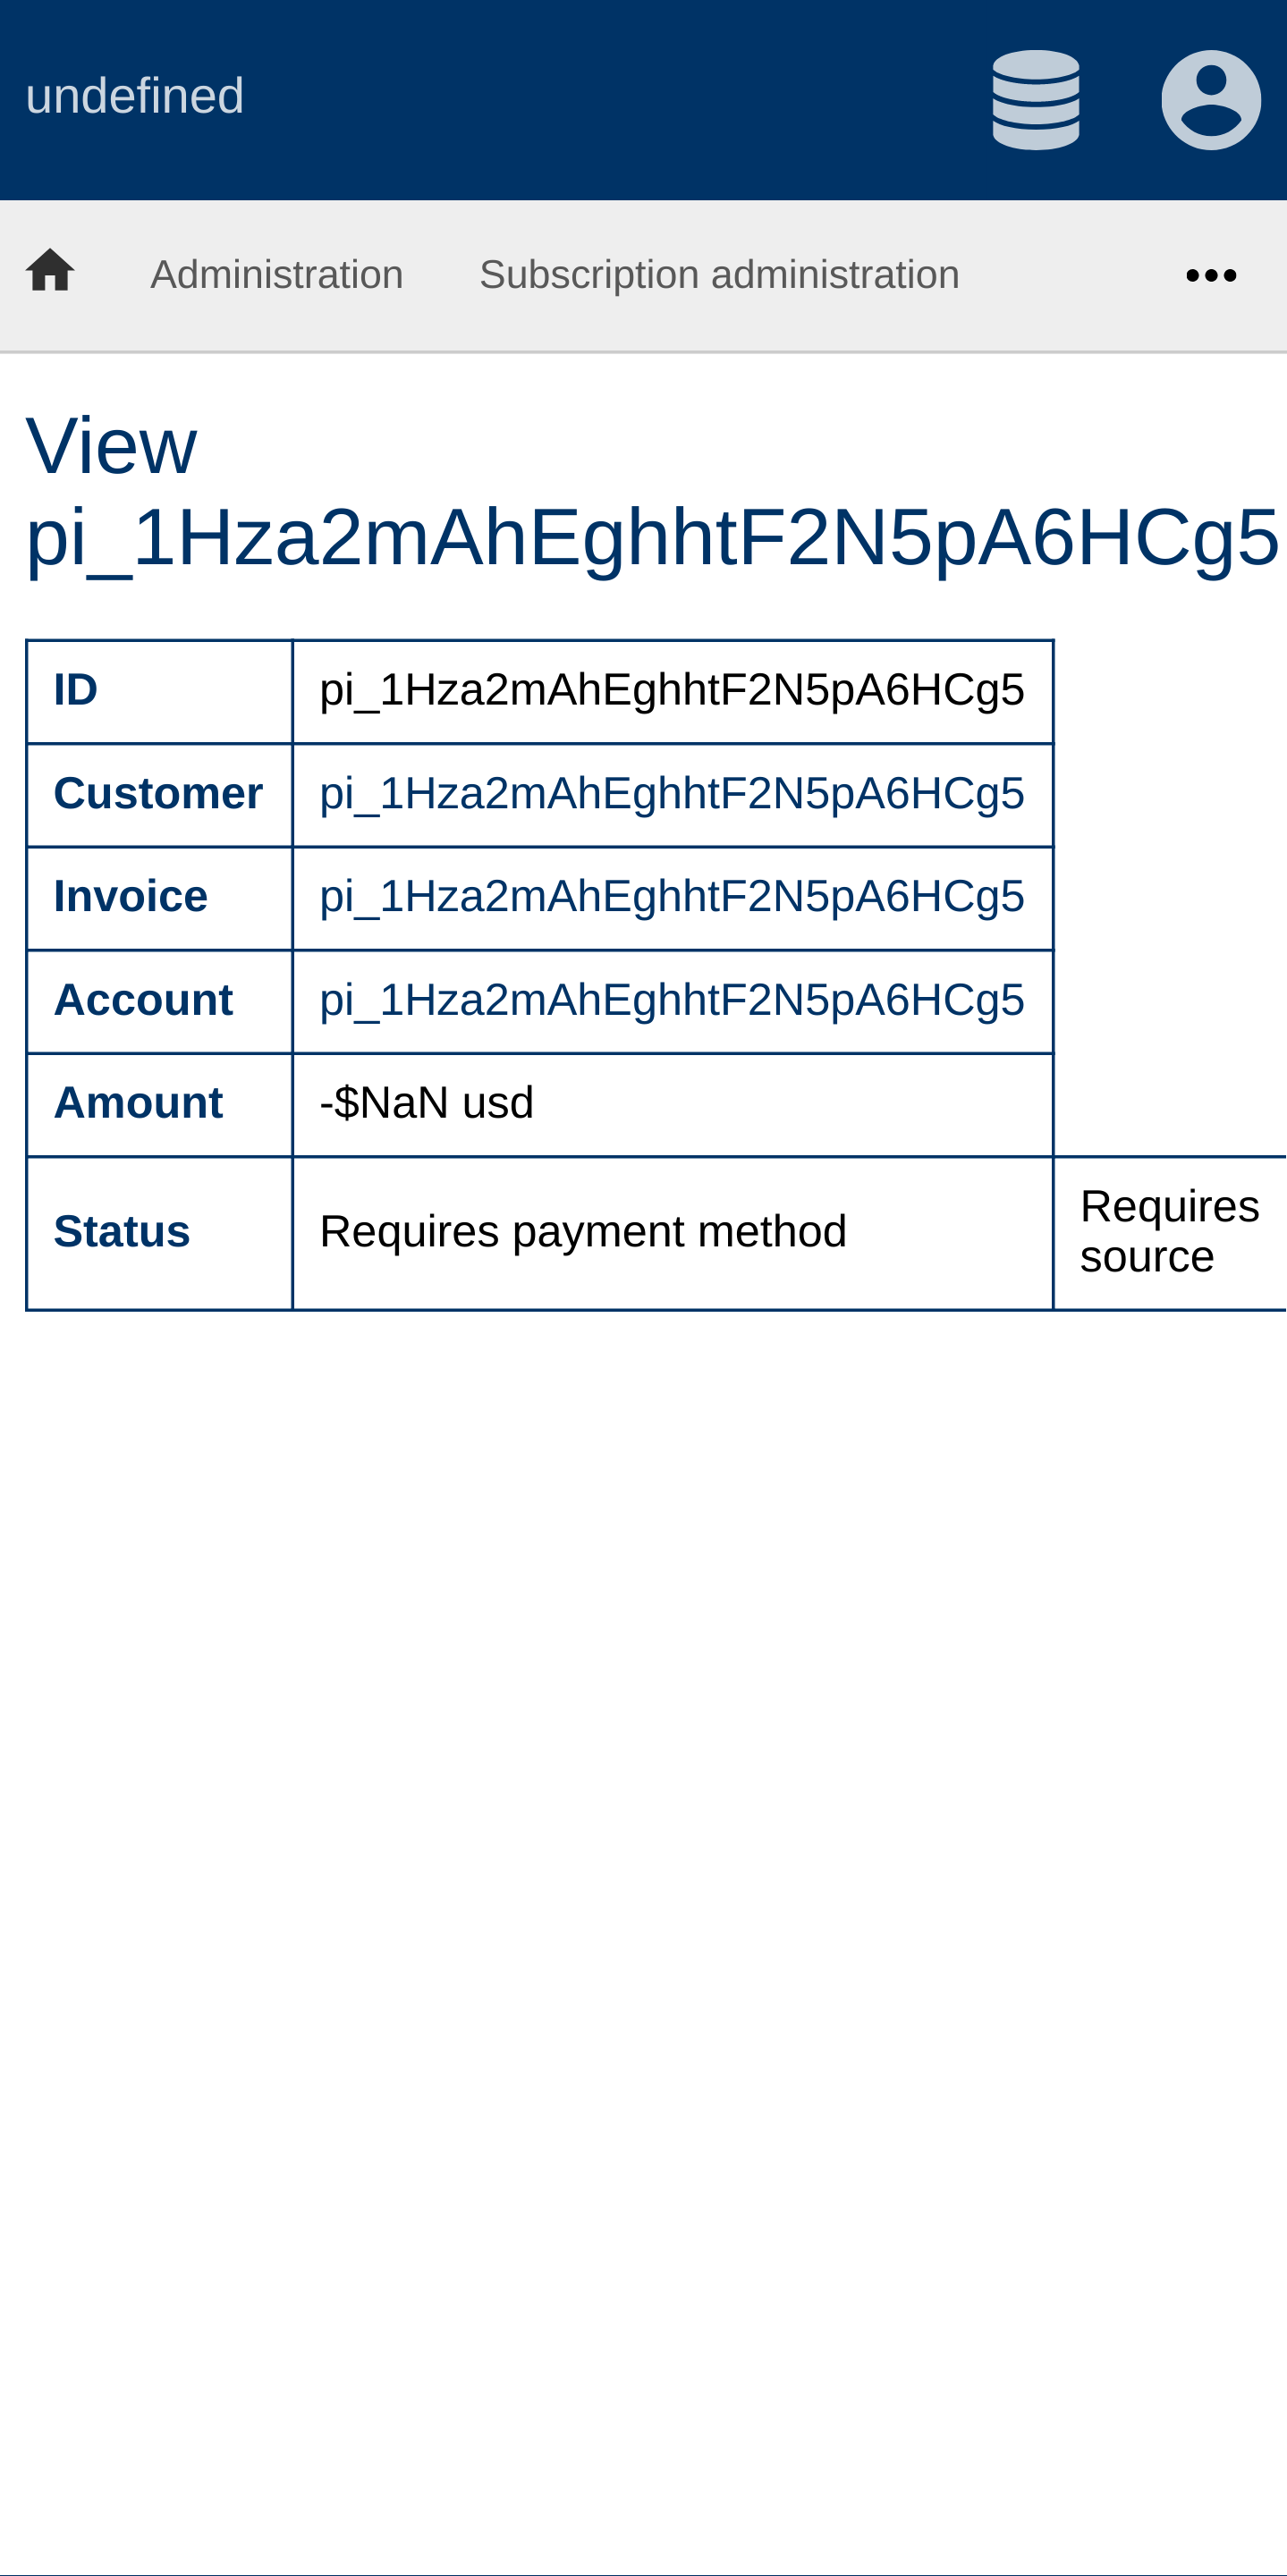 undefined
Administration Subscription administration
View
pi_1Hza2mAhEghhtF2N5pA6HCg5
ID pi_1Hza2mAhEghhtF2N5pA6HCg5
Customer pi_1Hza2mAhEghhtF2N5pA6HCg5
Invoice pi_1Hza2mAhEghhtF2N5pA6HCg5
Account pi_1Hza2mAhEghhtF2N5pA6HCg5
Amount -$NaN usd
Status Requires payment method Requires
source